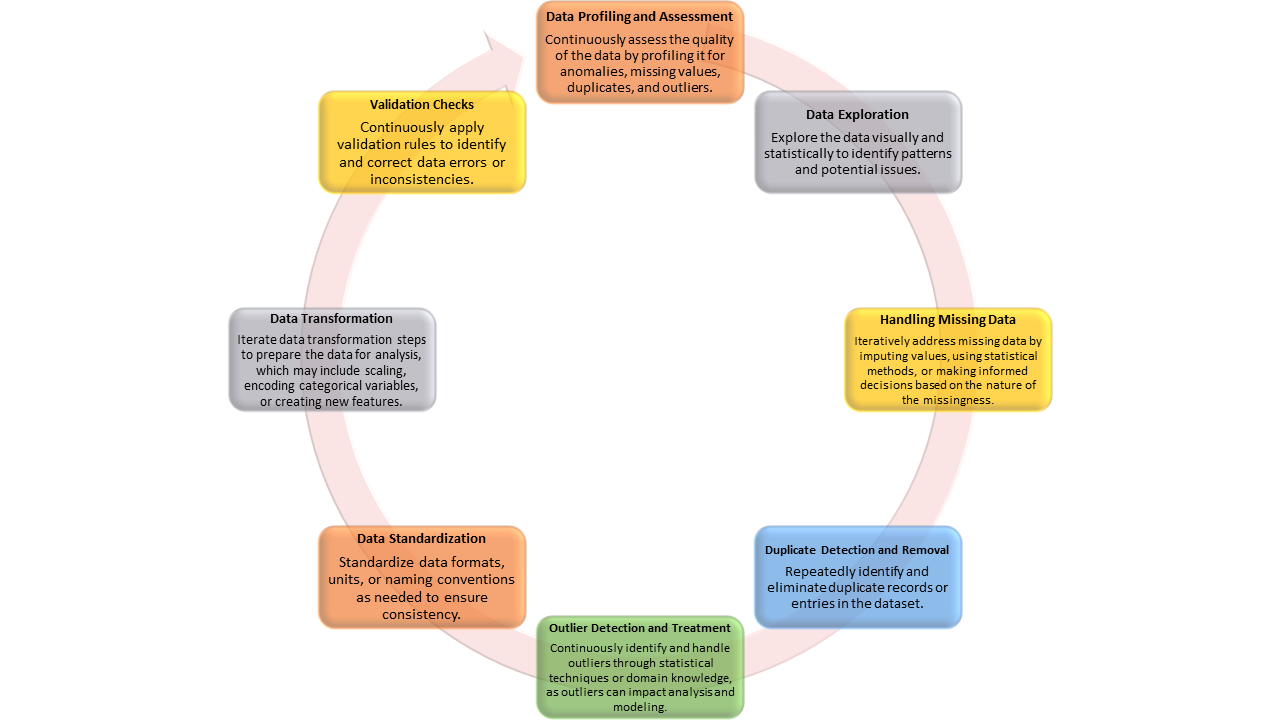 Data Profiling and Assessment
Continuously assess the quality
of the data by profiling it for
anomalies, missing values,
duplicates, and outliers.
Data Exploration
Explore the data visually and
statistically to identify patterns
and potential issues.
Handling Missing Data
Iteratively address missing data by
imputing values, using statistical
methods, or making informed
decisions based on the nature of
the missingness.
Duplicate Detection and Removal
Repeatedly identify and
eliminate duplicate records or
entries in the dataset.
Outlier Detection and Treatment
Continuously identify and handle
outliers through statistical
techniques or domain knowledge,
as outliers can impact analysis and
modeling.
Data Standardization
Standardize data formats,
units, or naming conventions
as needed to ensure
consistency.
Data Transformation
Iterate data transformation steps
to prepare the data for analysis,
which may include scaling,
encoding categorical variables,
or creating new features.
Validation Checks
Continuously apply
validation rules to identify
and correct data errors or
inconsistencies.